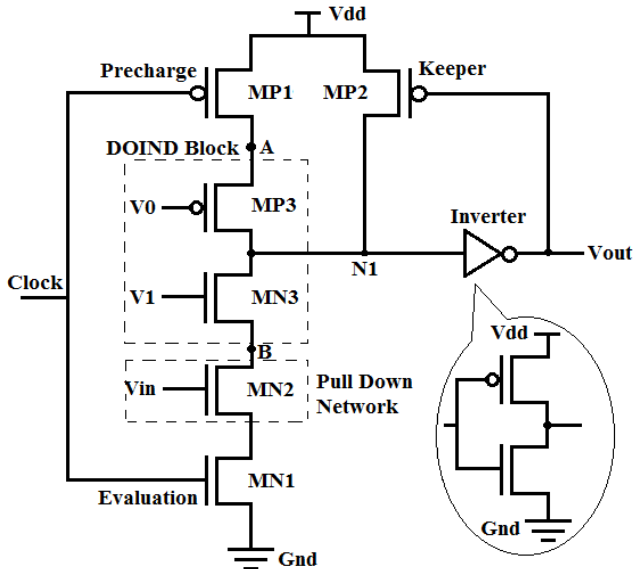 Vdd
Precharge
Keeper
MP1
MP2
DOIND Block
A
V0
MP3
Inverter
N1
Vout
Clock
V1
MN3
B
Vdd
Vin
MN2
Pull Down
Network
Evaluation
MN1
Gnd
Gnd